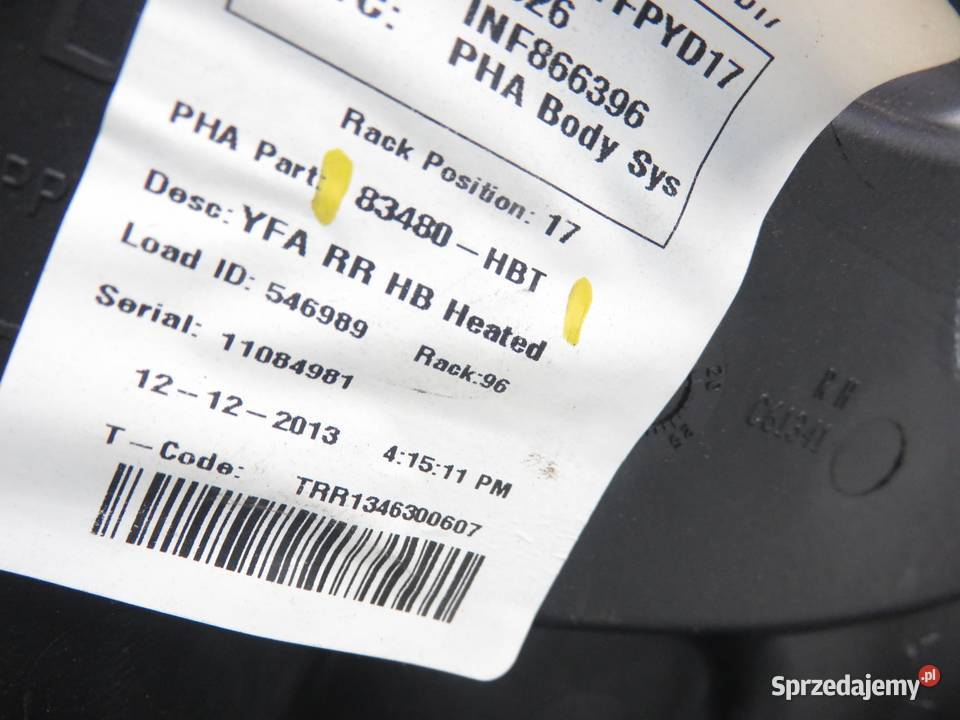 FPYD17
INF866396
PHA Body Sys
Rack Position: 17
PHA Part: 83480-HBT
Desc: YFA RR HB Heated
Load ID: 546989 Rack:96
Serial: 11084981
12-12-2013 4:15:11 PM
T-Code: TRR1346300607
Sprzedajemy.pl